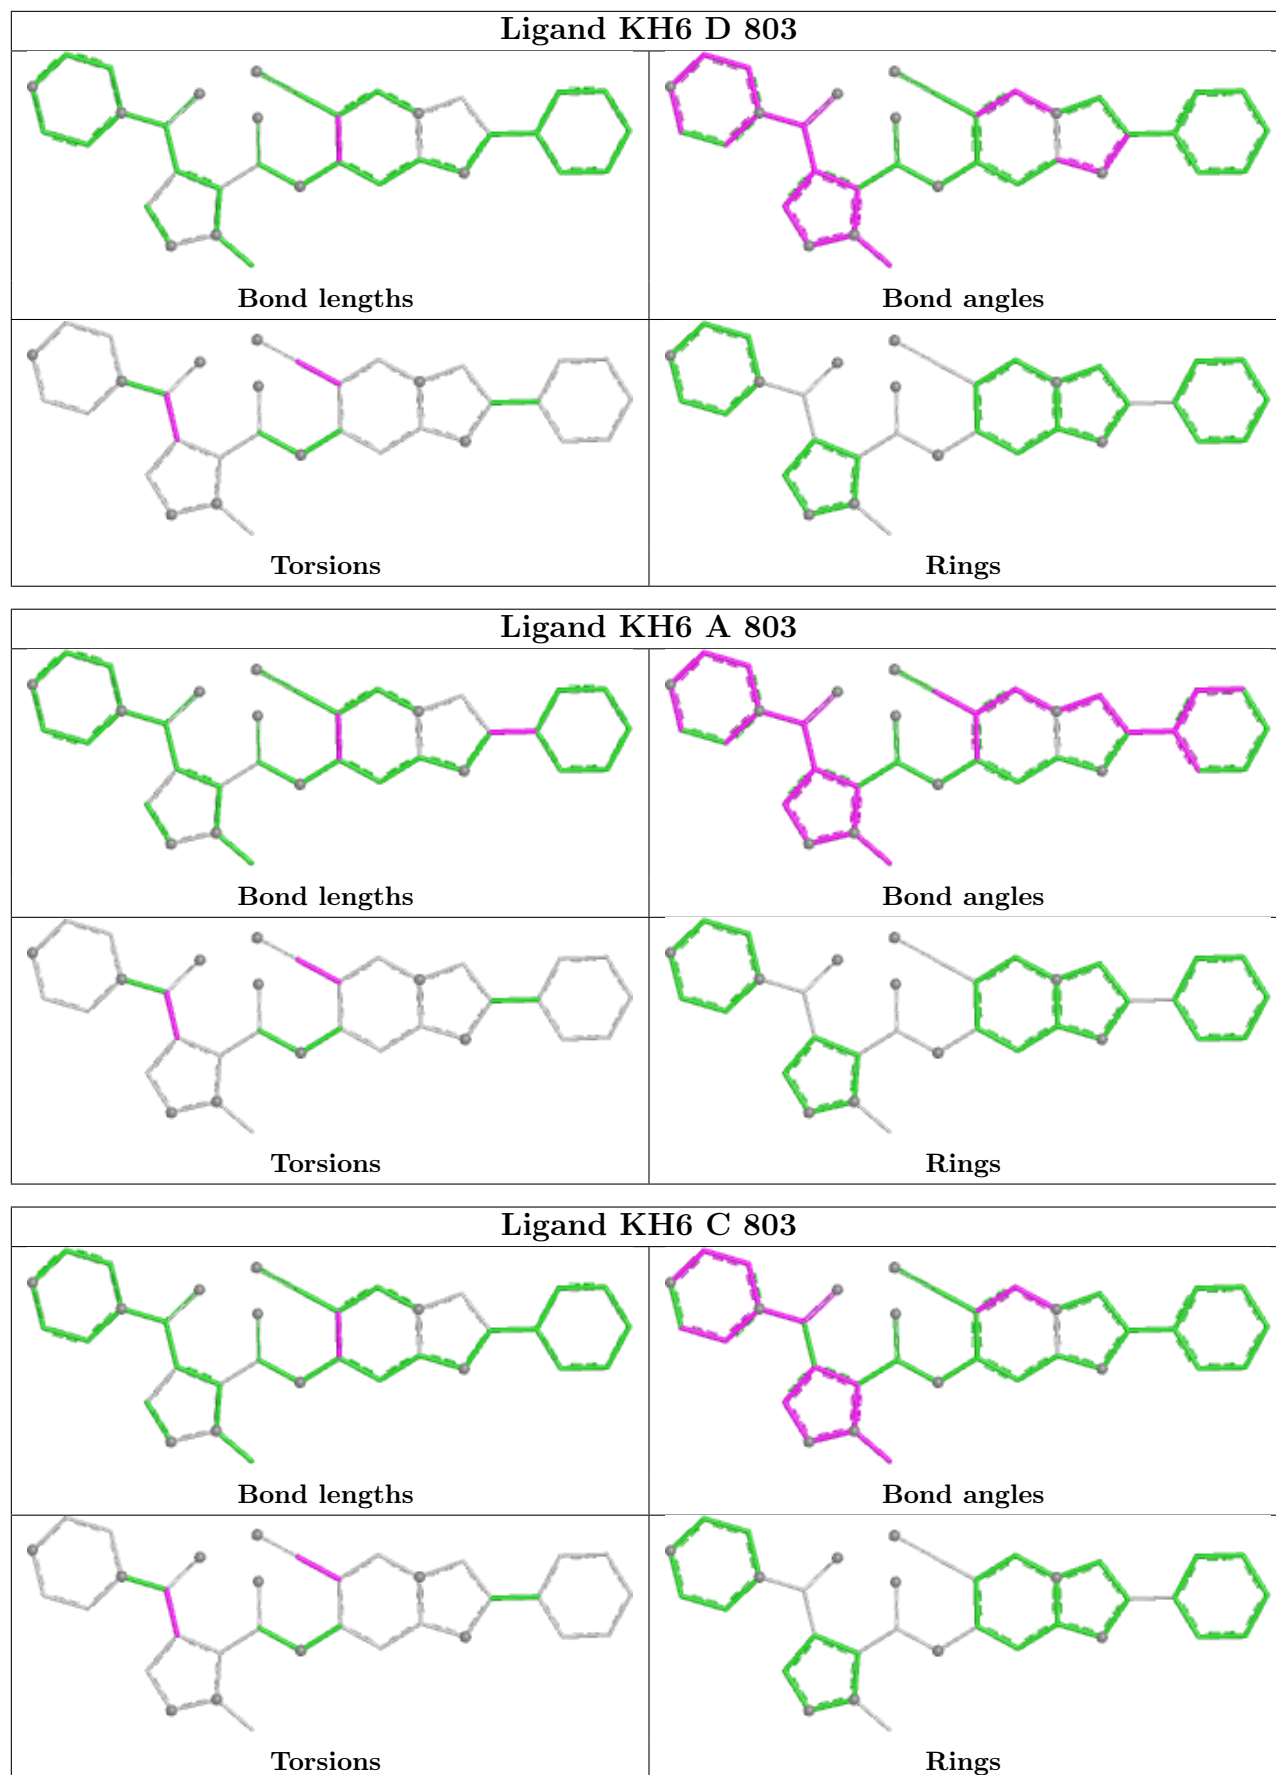 Ligand KH6 D 803
Bond lengths
Bond angles
Torsions
Rings
Ligand KH6 A 803
Bond lengths
Bond angles
Torsions
Rings
Ligand KH6 C 803
Bond lengths
Bond angles
Torsions
Rings